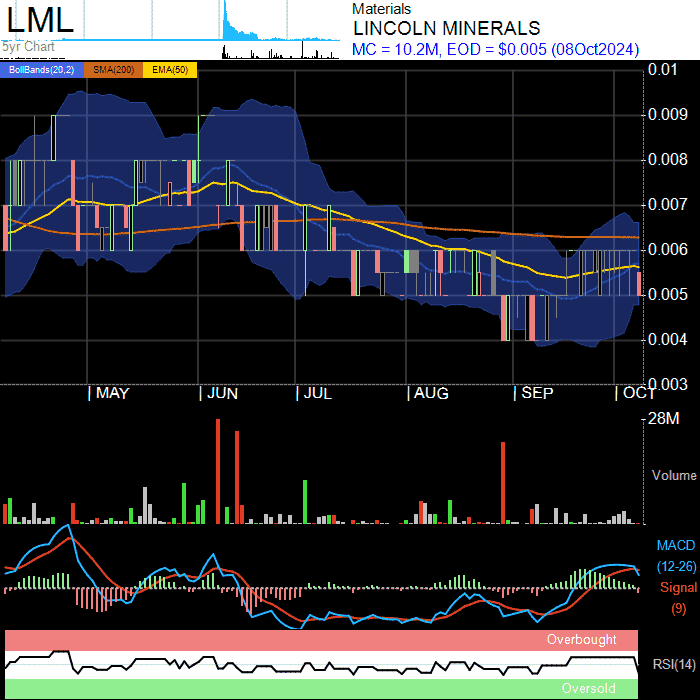 LML
5yr Chart
Materials
LINCOLN MINERALS
MC = 10.2M, EOD = $0.005 (08Oct2024)
BollBands(20,2) SMA(200) EMA(50)
0.01
0.009
0.008
0.007
0.006
0.005
0.004
0.003
MAY JUN JUL AUG SEP OCT
28M
Volume
MACD
(12-26)
Signal
(9)
Overbought
RSI(14)
Oversold